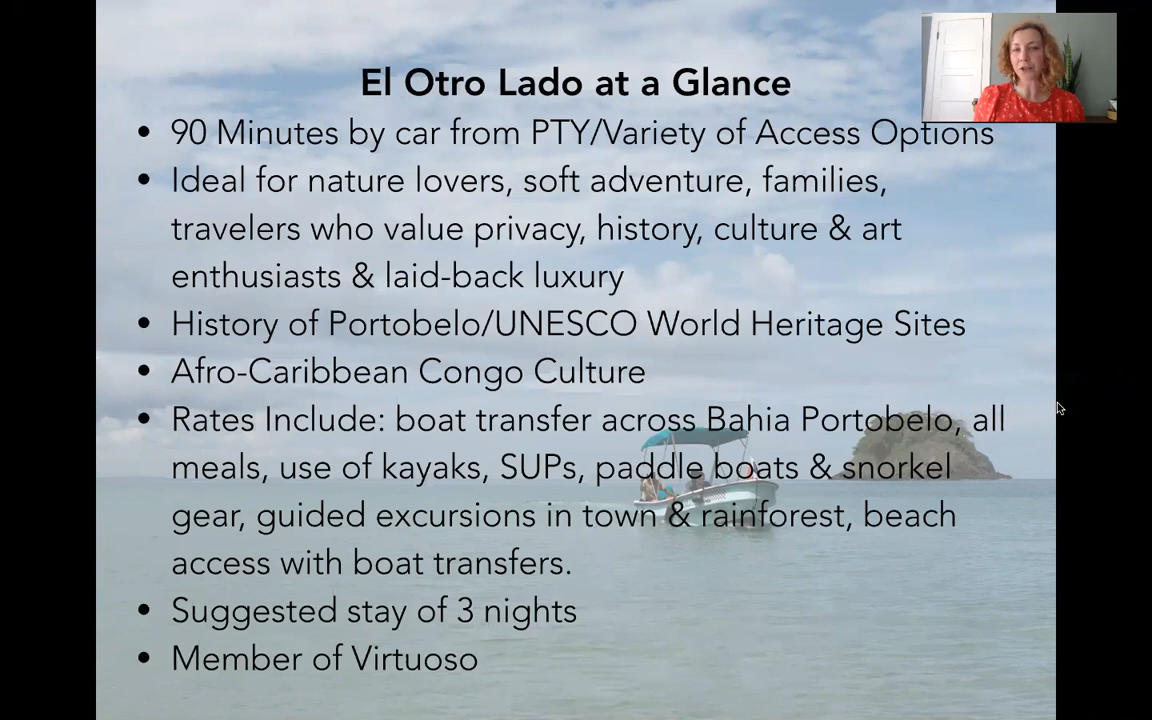 El Otro Lado at a Glance
• 90 Minutes by car from PTY/Variety of Access Options
• Ideal for nature lovers, soft adventure, families,
travelers who value privacy, history, culture & art
enthusiasts & laid-back luxury
• History of Portobelo/UNESCO World Heritage Sites
• Afro-Caribbean Congo Culture
• Rates Include: boat transfer across Bahia Portobelo, all
meals, use of kayaks, SUPs, paddle boats & snorkel
gear, guided excursions in town & rainforest, beach
access with boat transfers.
• Suggested stay of 3 nights
• Member of Virtuoso